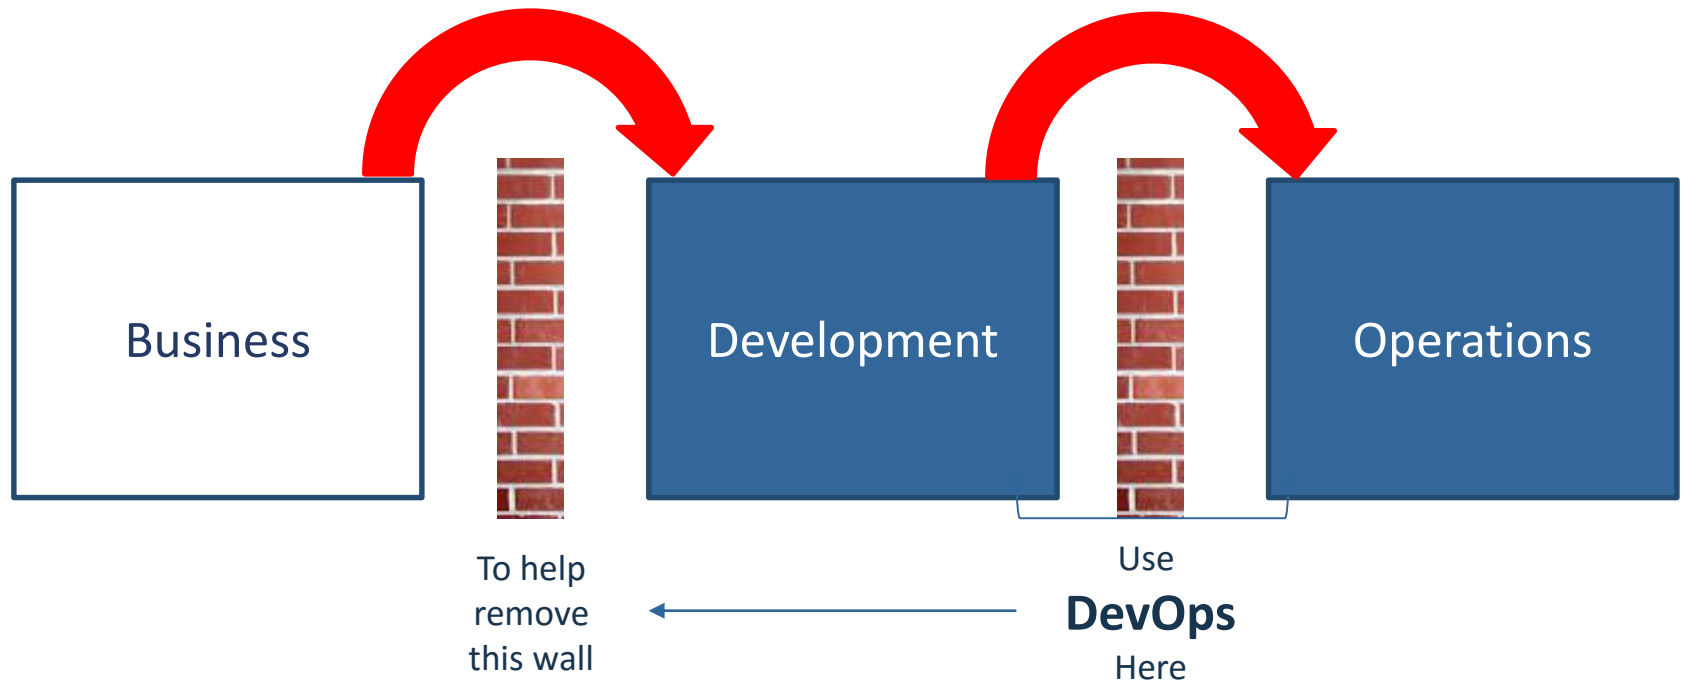 Business
Development
Operations
To help
remove
this wall
Use
DevOps
Here